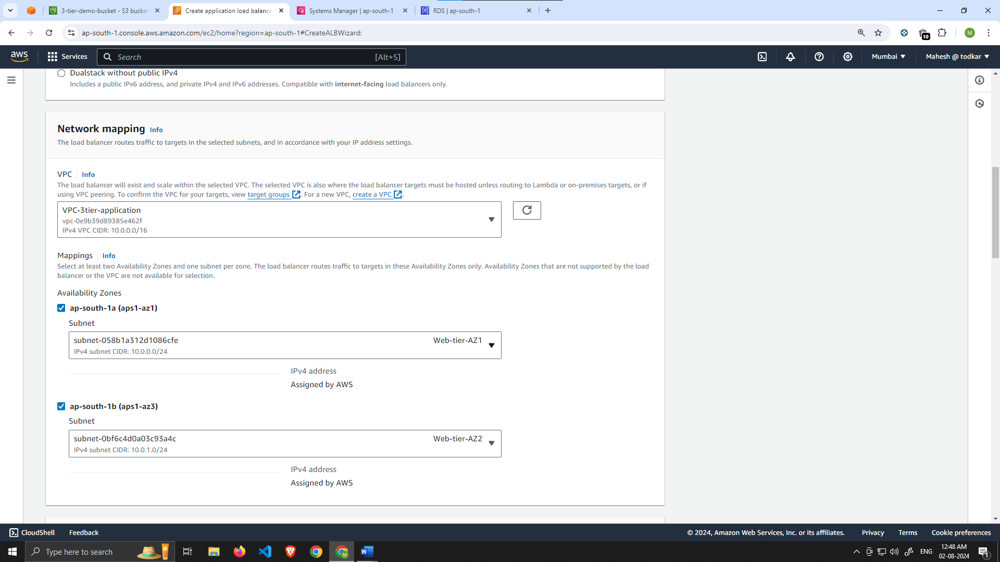 3-tier-demo-bucket - S3 bucket
Create application load balance
Systems Manager | ap-south-1
RDS | ap-south-1
ap-south-1.console.aws.amazon.com/ec2/home?region=ap-south-1#CreateALBWizard:
10
M
aws
Services
Search
[Alt+S]
Mumbai
Mahesh @ todkar
Dualstack without public IPv4
Includes a public IPv6 address, and private IPv4 and IPv6 addresses. Compatible with internet-facing load balancers only.
Network mapping Info
The load balancer routes traffic to targets in the selected subnets, and in accordance with your IP address settings.
VPC Info
The load balancer will exist and scale within the selected VPC. The selected VPC is also where the load balancer targets must be hosted unless routing to Lambda or on-premises targets, or if
using VPC peering. To confirm the VPC for your targets, view target groups. For a new VPC, create a VPC.
VPC-3tier-application
vpc-0e9b39d89385e462f
IPv4 VPC CIDR: 10.0.0.0/16
Mappings Info
Select at least two Availability Zones and one subnet per zone. The load balancer routes traffic to targets in these Availability Zones only. Availability Zones that are not supported by the load
balancer or the VPC are not available for selection.
Availability Zones
ap-south-1a (aps1-az1)
Subnet
subnet-058b1a312d1086cfe Web-tier-AZ1
IPv4 subnet CIDR: 10.0.0.0/24
IPv4 address
Assigned by AWS
ap-south-1b (aps1-az3)
Subnet
subnet-0bf6c4d0a03c93a4c Web-tier-AZ2
IPv4 subnet CIDR: 10.0.1.0/24
IPv4 address
Assigned by AWS
CloudShell
Feedback
© 2024, Amazon Web Services, Inc. or its affiliates.
Privacy
Terms
Cookie preferences
Type here to search
M
W
ENG
12:48 AM
02-08-2024
1